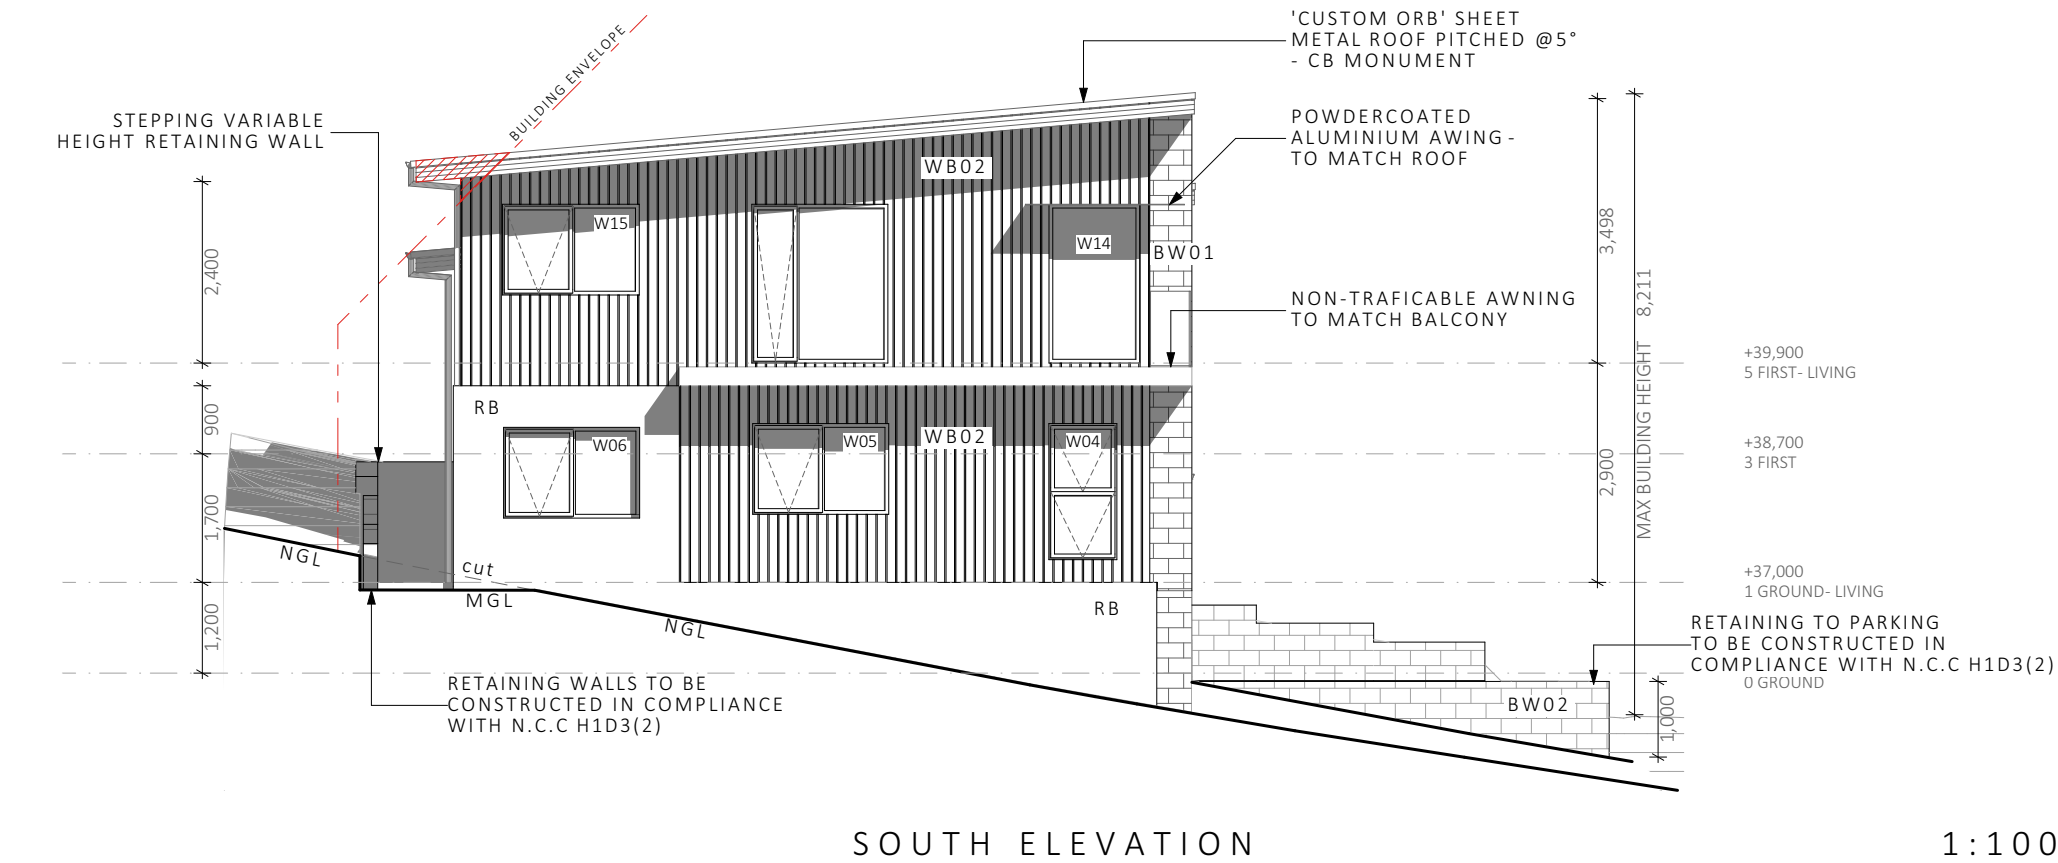 'CUSTOM ORB' SHEET
METAL ROOF PITCHED @5°
- CB MONUMENT
BUILDING ENVELOPE
STEPPING VARIABLE
HEIGHT RETAINING WALL
POWDERCOATED
ALUMINIUM AWING -
TO MATCH ROOF
WB02
W15
W14
BW01
2,400
3,498
8,211
MAX BUILDING HEIGHT
NON-TRAFICABLE AWNING
TO MATCH BALCONY
+39,900
5 FIRST- LIVING
RB
900
W06
W05
WB02
W04
+38,700
3 FIRST
2,900
1,700
NGL
cut
MGL
+37,000
1 GROUND- LIVING
1,200
NGL
RB
RETAINING TO PARKING
TO BE CONSTRUCTED IN
COMPLIANCE WITH N.C.C H1D3(2)
0 GROUND
RETAINING WALLS TO BE
CONSTRUCTED IN COMPLIANCE
WITH N.C.C H1D3(2)
BW02
1,000
SOUTH ELEVATION
1:100